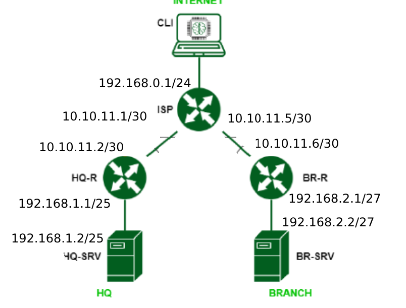 INTERNET
CLI
192.168.0.1/24
ISP
10.10.11.1/30
10.10.11.5/30
10.10.11.2/30
10.10.11.6/30
HQ-R
BR-R
192.168.1.1/25
192.168.2.1/27
192.168.2.2/27
192.168.1.2/25
HQ-SRV
BR-SRV
HQ
BRANCH